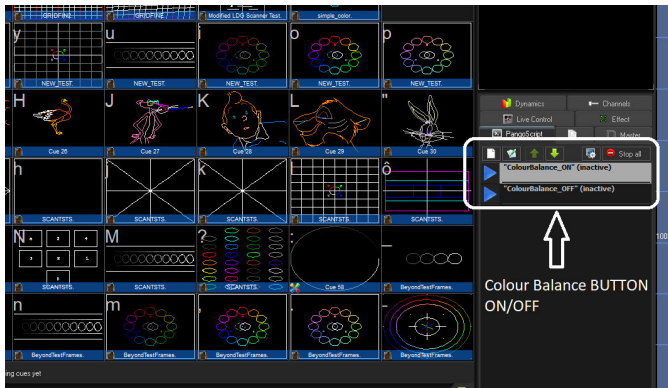 GRIDFINE.
GRIDFINE.
Modified LDG Scanner Test.
simple_color.
y
u
i
o
p
NEW_TEST.
NEW_TEST.
NEW_TEST.
NEW_TEST.
NEW_TEST.
Dynamics
Channels
Live Control
Effect
PangoScript
Master
H
J
K
L
"
Cue 26
Cue 27
Cue 28
Cue 29
Cue 30
Stop all
"ColourBalance_ON" (inactive)
"ColourBalance_OFF" (inactive)
h
j
k
l
ô
SCANTSTS.
SCANTSTS.
SCANTSTS.
SCANTSTS.
SCANTSTS.
N
M
?
:
_
SCANTSTS.
SCANTSTS.
SCANTSTS.
Cue 58
BeyondTestFrames.
100
Colour Balance BUTTON
ON/OFF
n
m
,
.
-
BeyondTestFrames.
BeyondTestFrames.
BeyondTestFrames.
BeyondTestFrames.
BeyondTestFrames.
ing cues yet